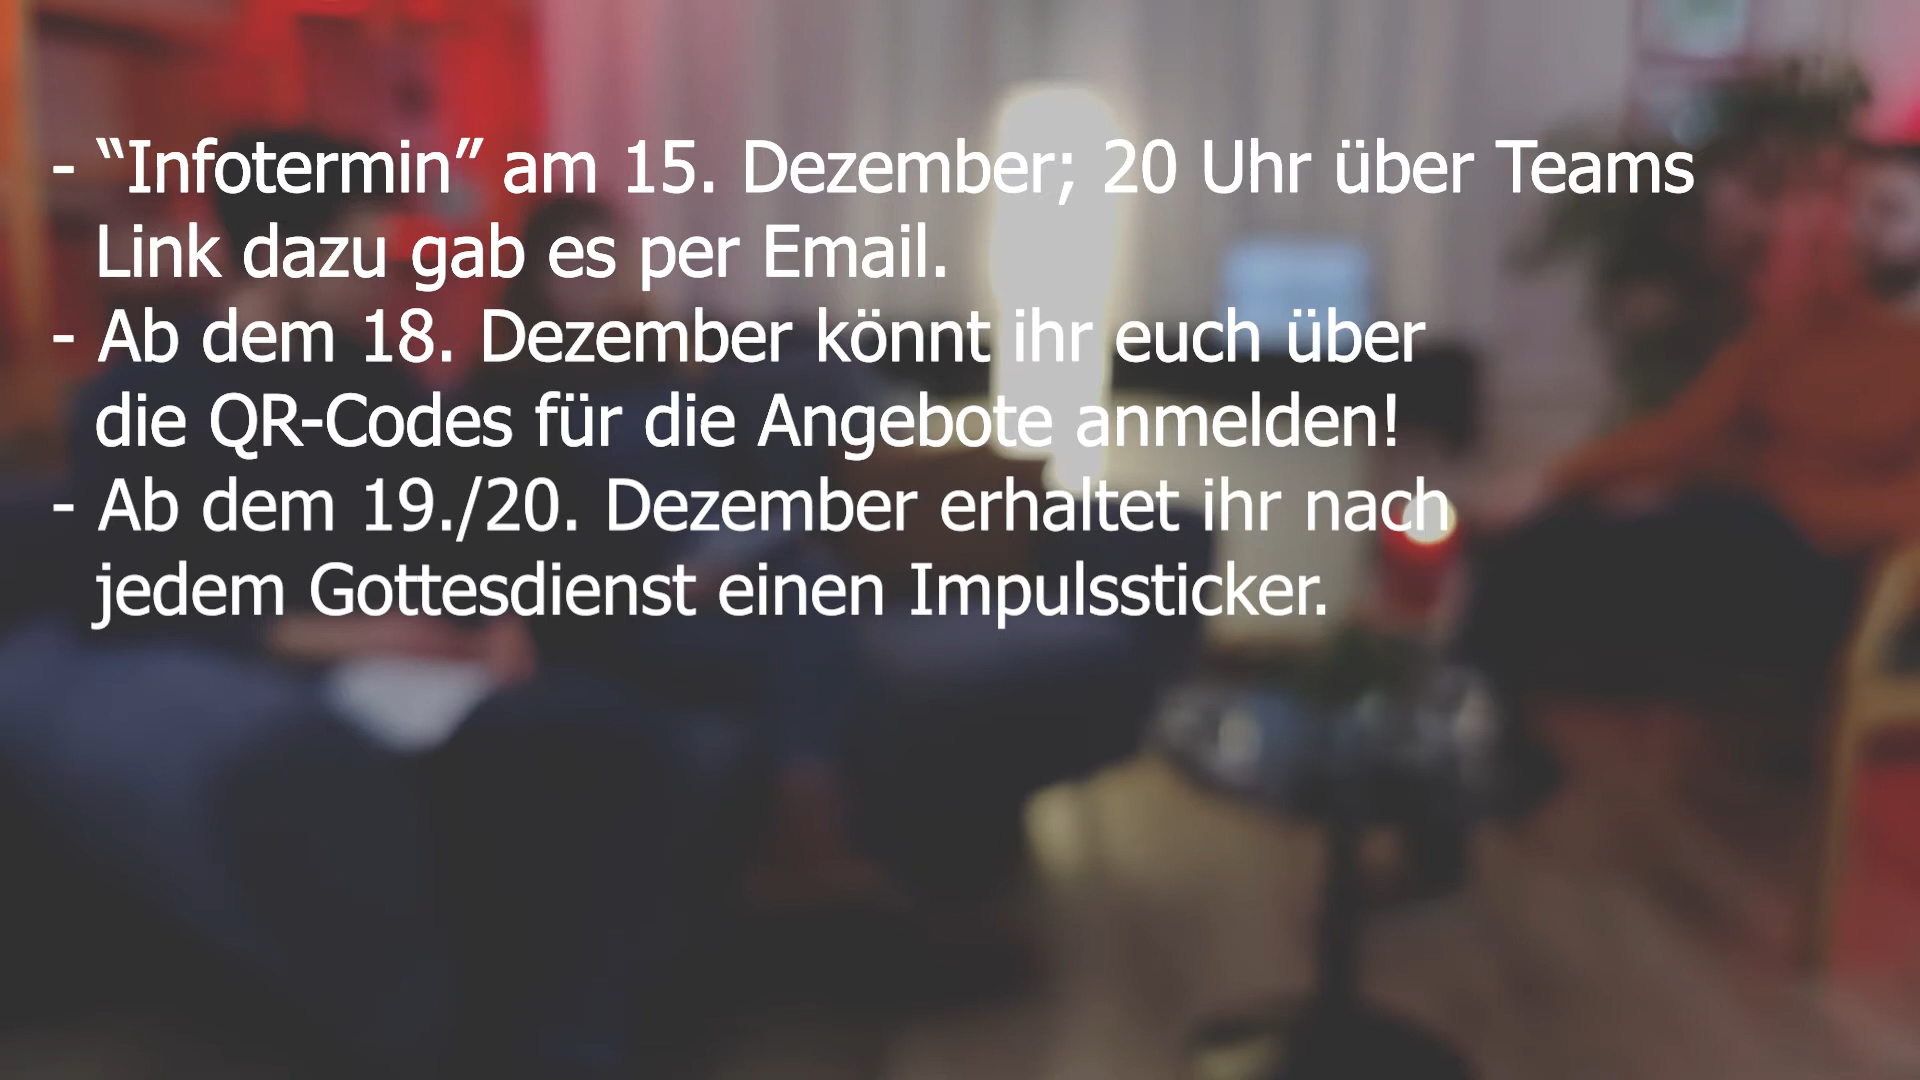 - “Infotermin” am 15. Dezember; 20 Uhr über Teams
Link dazu gab es per Email.
- Ab dem 18. Dezember könnt ihr euch über
die QR-Codes für die Angebote anmelden!
- Ab dem 19./20. Dezember erhaltet ihr nach
jedem Gottesdienst einen Impulssticker.